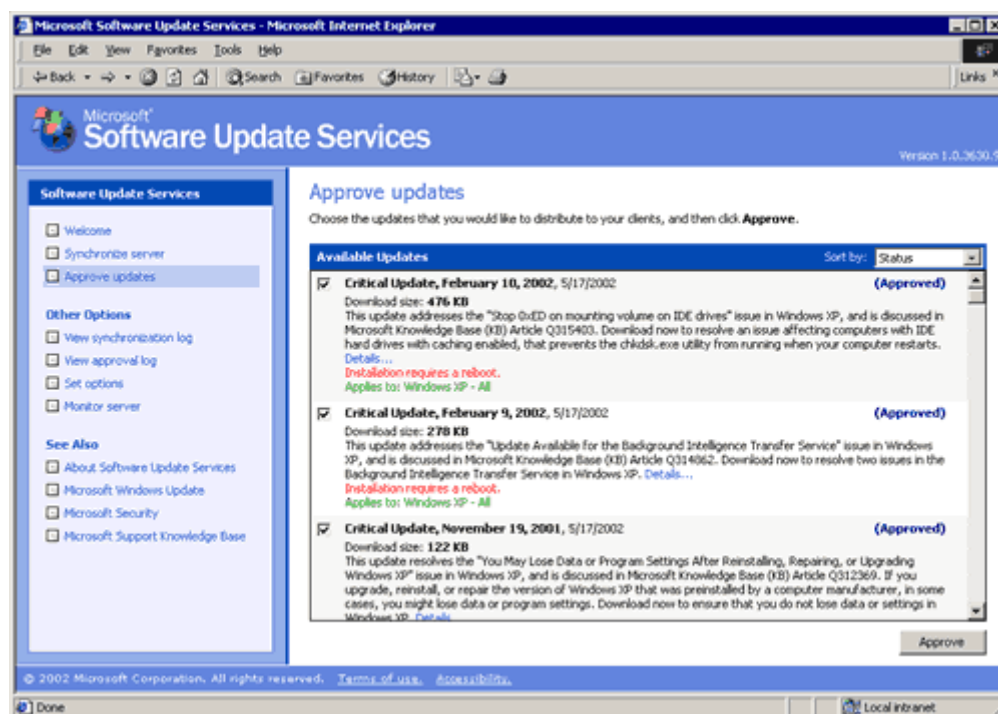 Microsoft Software Update Services - Microsoft Internet Explorer
File Edit View Favorites Tools Help
Back Search Favorites History Links
Microsoft
Software Update Services
Version 1.0.3630.9
Software Update Services
Welcome
Synchronize server
Approve updates
Other Options
View synchronization log
View approval log
Set options
Monitor server
See Also
About Software Update Services
Microsoft Windows Update
Microsoft Security
Microsoft Support Knowledge Base
Approve updates
Choose the updates that you would like to distribute to your clients, and then click Approve.
Available Updates Sort by: Status
Critical Update, February 10, 2002, 5/17/2002 (Approved)
Download size: 476 KB
This update addresses the "Stop 0xED on mounting volume on IDE drives" issue in Windows XP, and is discussed in
Microsoft Knowledge Base (KB) Article Q315403. Download now to resolve an issue affecting computers with IDE
hard drives with caching enabled, that prevents the chkdsk.exe utility from running when your computer restarts.
Details...
Installation requires a reboot.
Applies to: Windows XP - All
Critical Update, February 9, 2002, 5/17/2002 (Approved)
Download size: 278 KB
This update addresses the "Update Available for the Background Intelligence Transfer Service" issue in Windows
XP, and is discussed in Microsoft Knowledge Base (KB) Article Q314862. Download now to resolve two issues in the
Background Intelligence Transfer Service in Windows XP. Details...
Installation requires a reboot.
Applies to: Windows XP - All
Critical Update, November 19, 2001, 5/17/2002 (Approved)
Download size: 122 KB
This update resolves the "You May Lose Data or Program Settings After Reinstalling, Repairing, or Upgrading
Windows XP" issue in Windows XP, and is discussed in Microsoft Knowledge Base (KB) Article Q312369. If you
upgrade, reinstall, or repair the version of Windows XP that was preinstalled by a computer manufacturer, in some
cases, you might lose data or program settings. Download now to ensure that you do not lose data or settings in
Windows XP. Details
Approve
© 2002 Microsoft Corporation. All rights reserved. Terms of use. Accessibility.
Done Local intranet